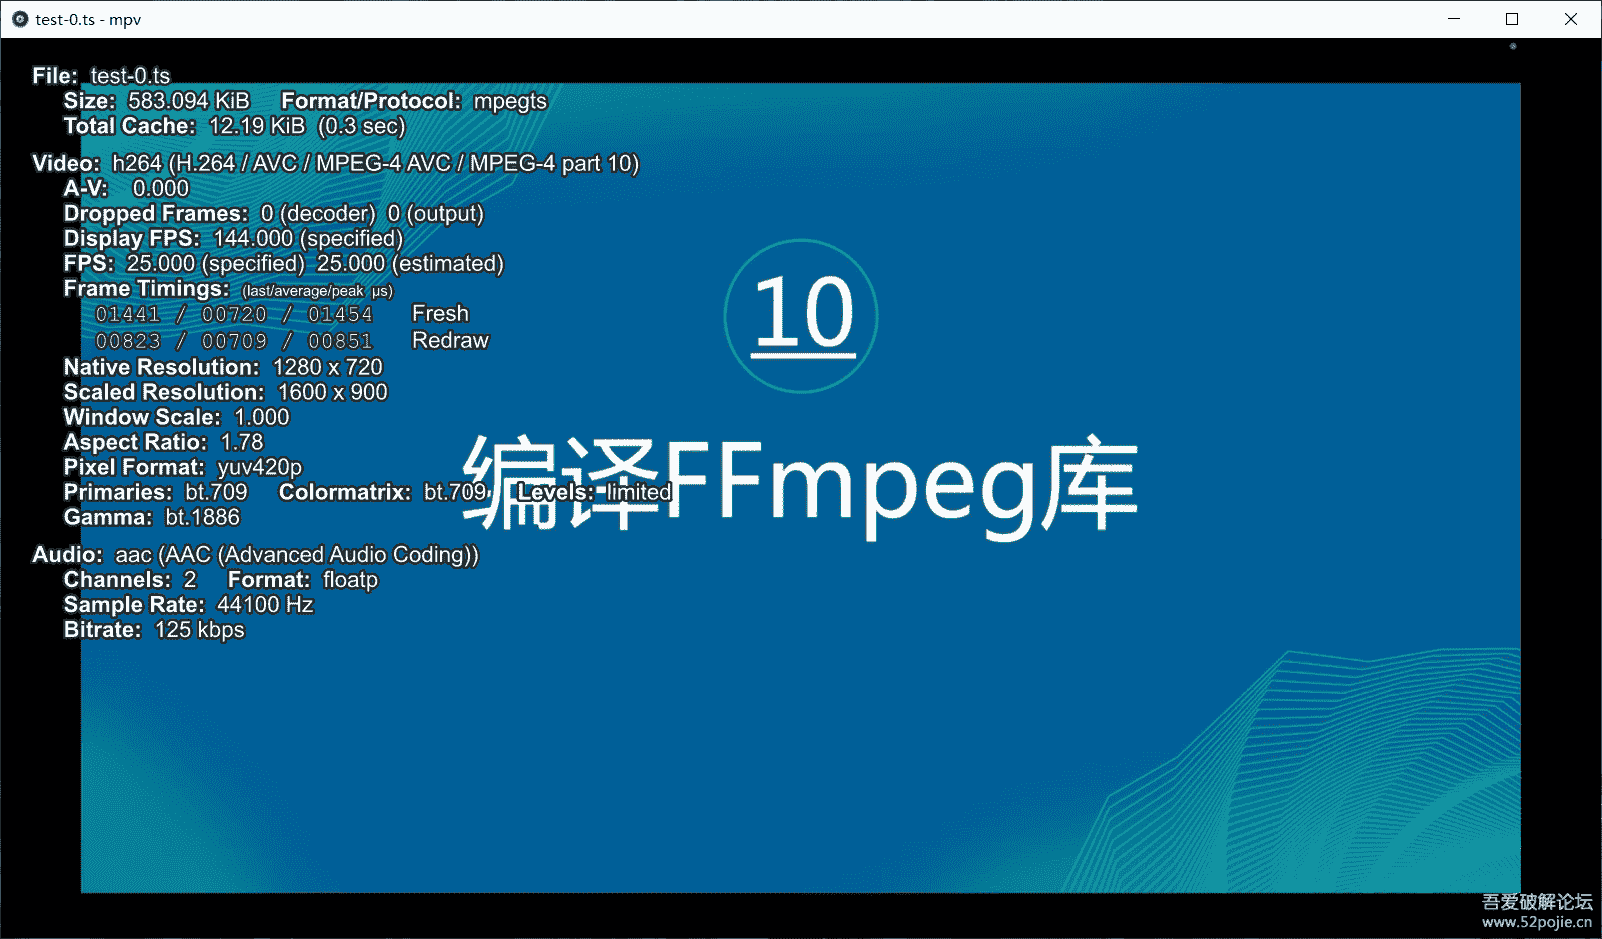 test-0.ts - mpv
File: test-0.ts
Size: 583.094 KiB Format/Protocol: mpegts
Total Cache: 12.19 KiB (0.3 sec)
Video: h264 (H.264 / AVC / MPEG-4 AVC / MPEG-4 part 10)
A-V: 0.000
Dropped Frames: 0 (decoder) 0 (output)
Display FPS: 144.000 (specified)
FPS: 25.000 (specified) 25.000 (estimated)
Frame Timings: (last/average/peak μs)
01441 / 00720 / 01454 Fresh
00823 / 00709 / 00851 Redraw
Native Resolution: 1280 x 720
Scaled Resolution: 1600 x 900
Window Scale: 1.000
Aspect Ratio: 1.78
Pixel Format: yuv420p
Primaries: bt.709 Colormatrix: bt.709 Levels: limited
Gamma: bt.1886
Audio: aac (AAC (Advanced Audio Coding))
Channels: 2 Format: floatp
Sample Rate: 44100 Hz
Bitrate: 125 kbps
10
编译FFmpeg库
吾爱破解论坛
www.52pojie.cn